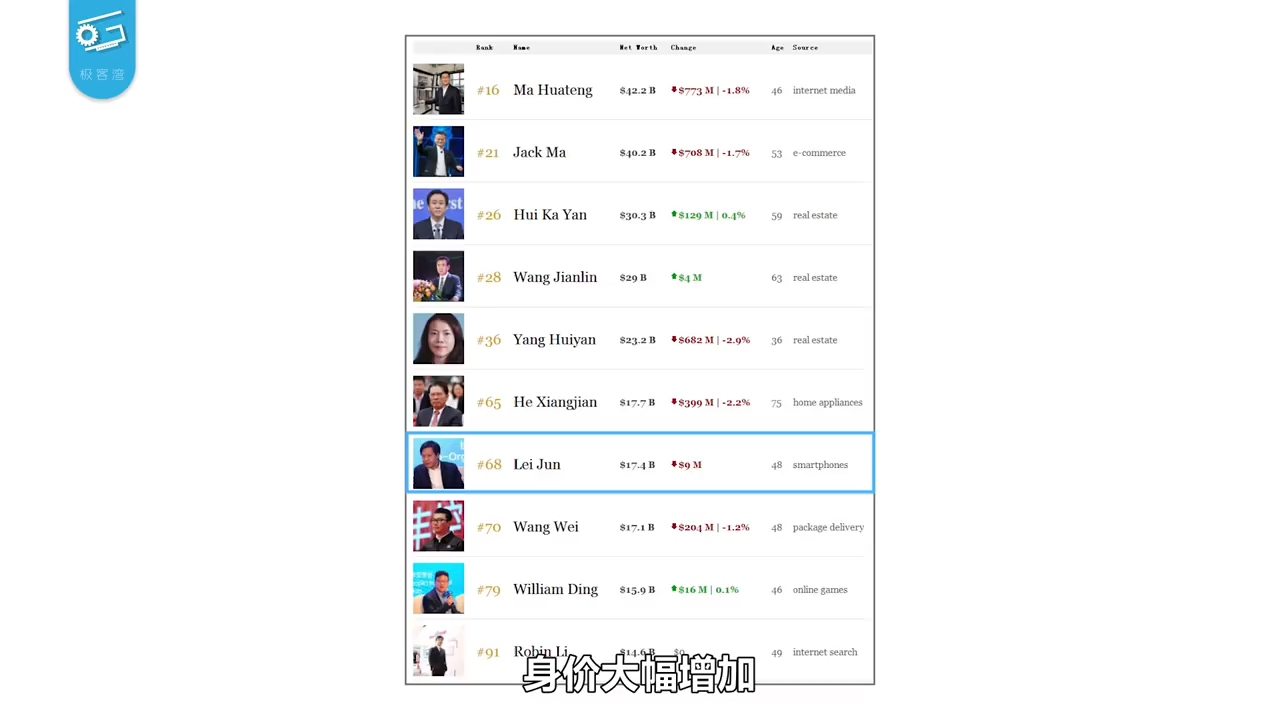 极客湾
Rank Name Net Worth Change Age Source
#16 Ma Huateng $42.2 B $773 M | -1.8% 46 internet media
#21 Jack Ma $40.2 B $708 M | -1.7% 53 e-commerce
#26 Hui Ka Yan $30.3 B $129 M | 0.4% 59 real estate
#28 Wang Jianlin $29 B $4 M 63 real estate
#36 Yang Huiyan $23.2 B $682 M | -2.9% 36 real estate
#65 He Xiangjian $17.7 B $399 M | -2.2% 75 home appliances
#68 Lei Jun $17.4 B $9 M 48 smartphones
#70 Wang Wei $17.1 B $204 M | -1.2% 48 package delivery
#79 William Ding $15.9 B $16 M | 0.1% 46 online games
#91 Robin Li $14.6 B $0 49 internet search
身价大幅增加